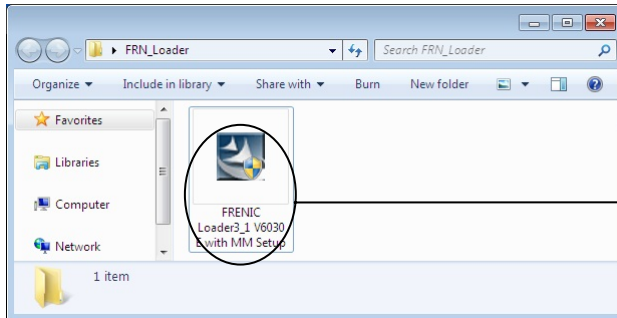 FRN_Loader
Search FRN_Loader
Organize
Include in library
Share with
Burn
New folder
Favorites
Libraries
Computer
Network
FRENIC
Loader3_1 V6030
E with MM Setup
1 item